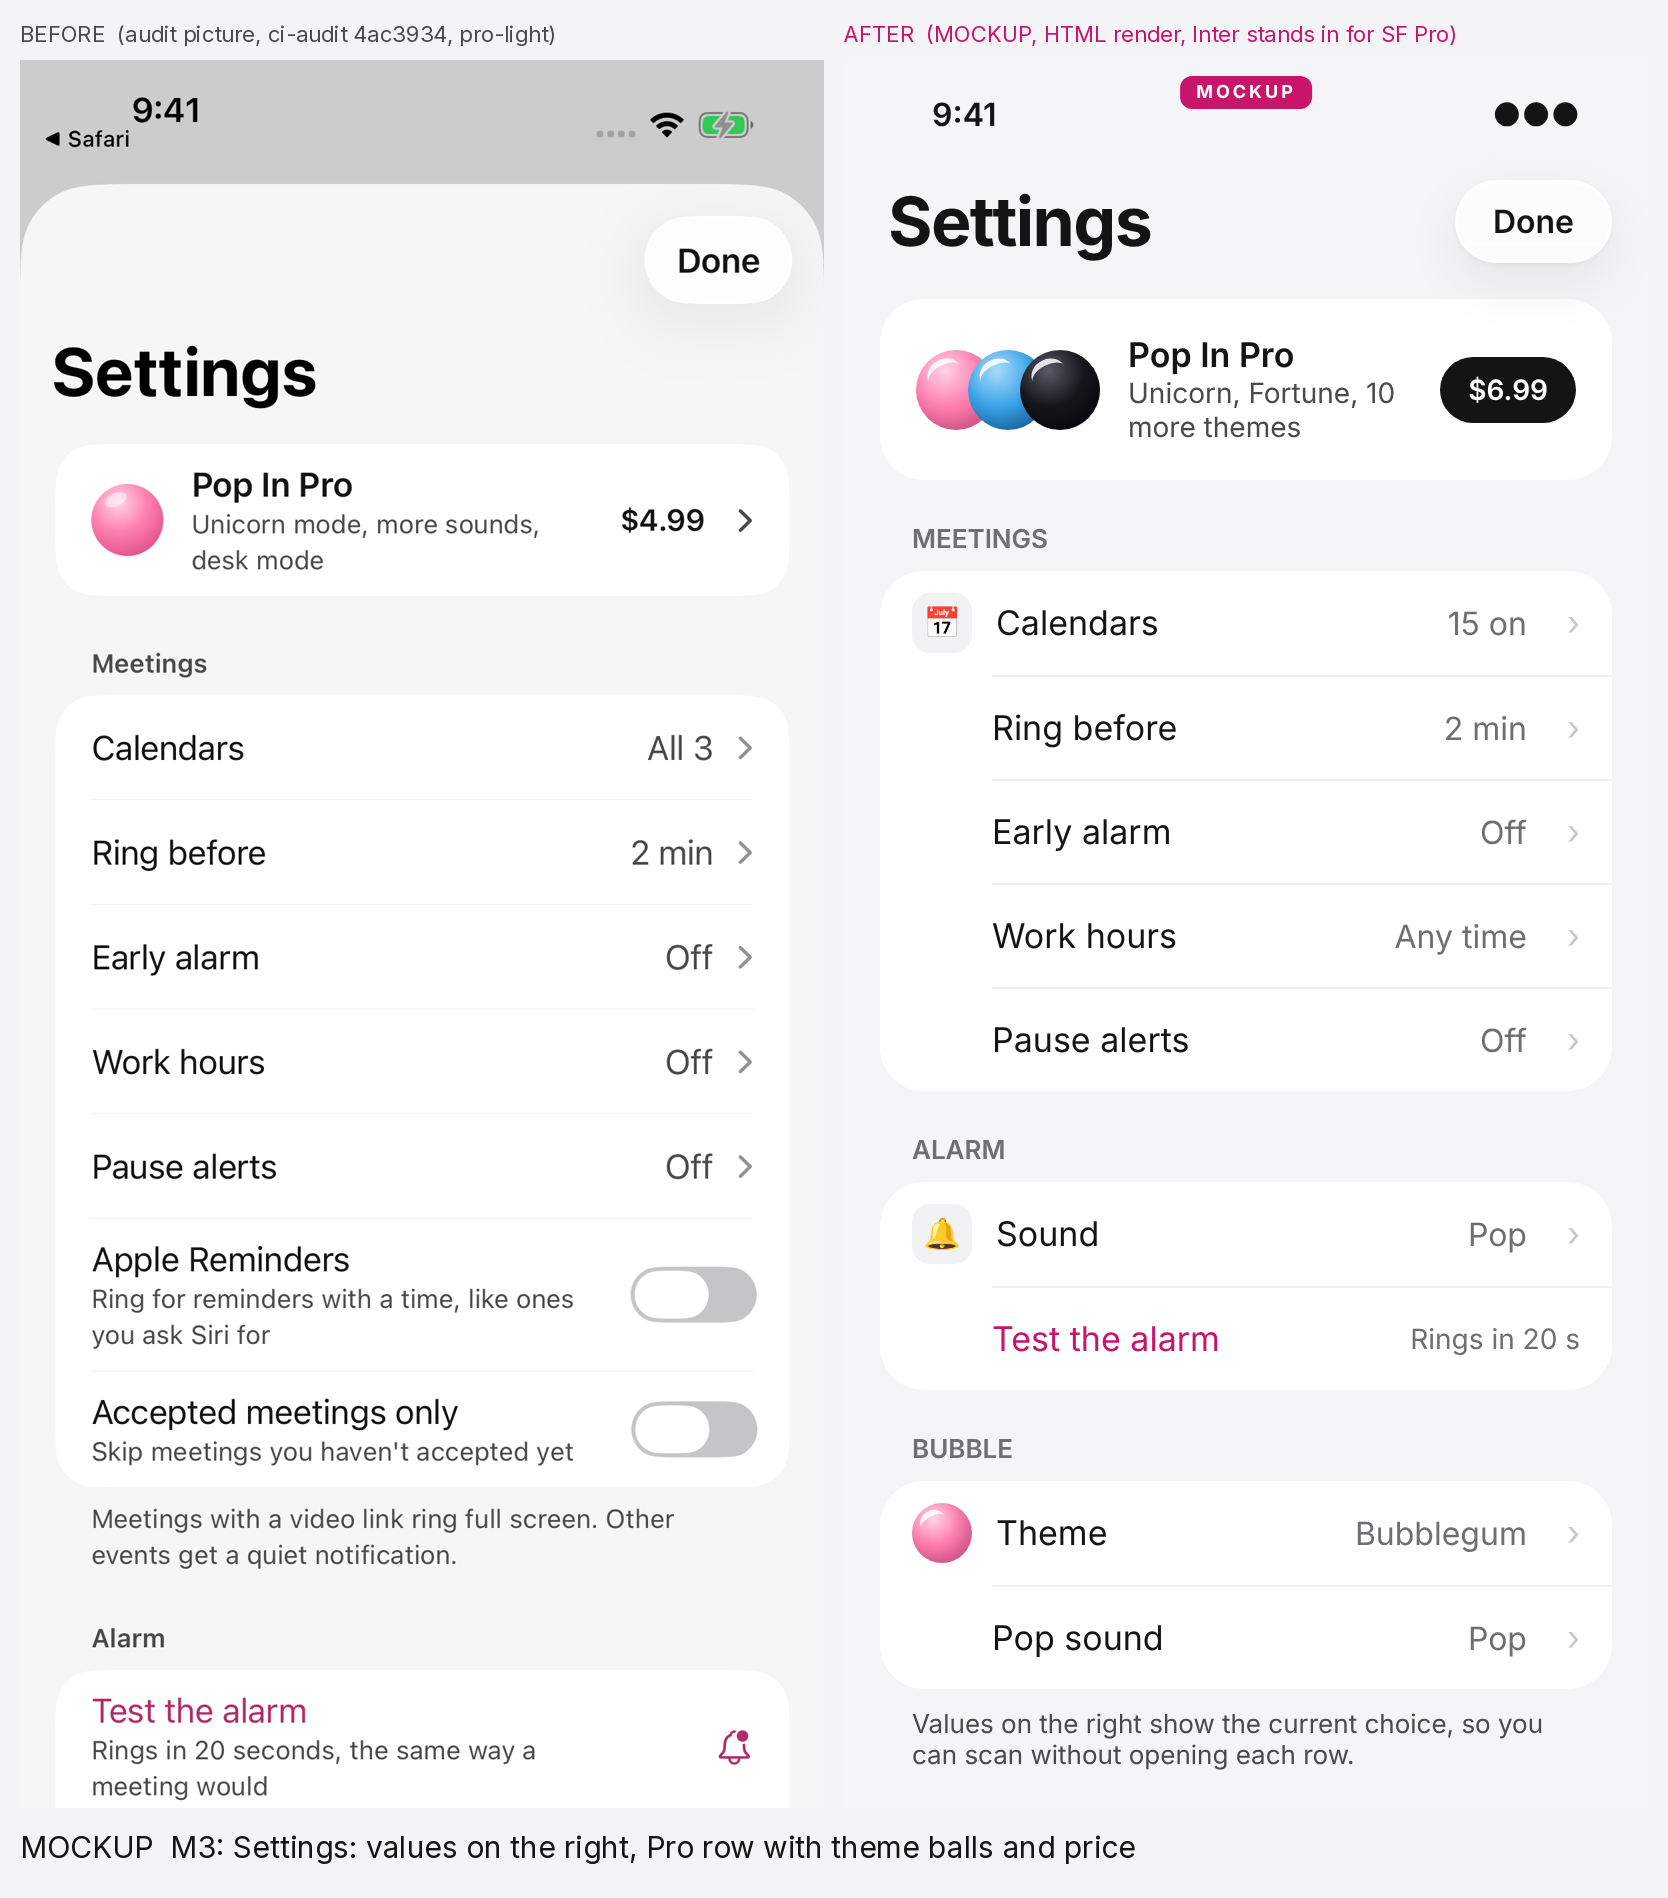 BEFORE (audit picture, ci-audit 4ac3934, pro-light)
9:41
Safari
Done
Settings
Pop In Pro
Unicorn mode, more sounds,
desk mode
$4.99
Meetings
Calendars All 3
Ring before 2 min
Early alarm Off
Work hours Off
Pause alerts Off
Apple Reminders
Ring for reminders with a time, like ones
you ask Siri for
Accepted meetings only
Skip meetings you haven't accepted yet
Meetings with a video link ring full screen. Other
events get a quiet notification.
Alarm
Test the alarm
Rings in 20 seconds, the same way a
meeting would
AFTER (MOCKUP, HTML render, Inter stands in for SF Pro)
MOCKUP
9:41
Settings
Done
Pop In Pro
Unicorn, Fortune, 10
more themes
$6.99
MEETINGS
July
17
Calendars 15 on
Ring before 2 min
Early alarm Off
Work hours Any time
Pause alerts Off
ALARM
Sound Pop
Test the alarm Rings in 20 s
BUBBLE
Theme Bubblegum
Pop sound Pop
Values on the right show the current choice, so you
can scan without opening each row.
MOCKUP M3: Settings: values on the right, Pro row with theme balls and price